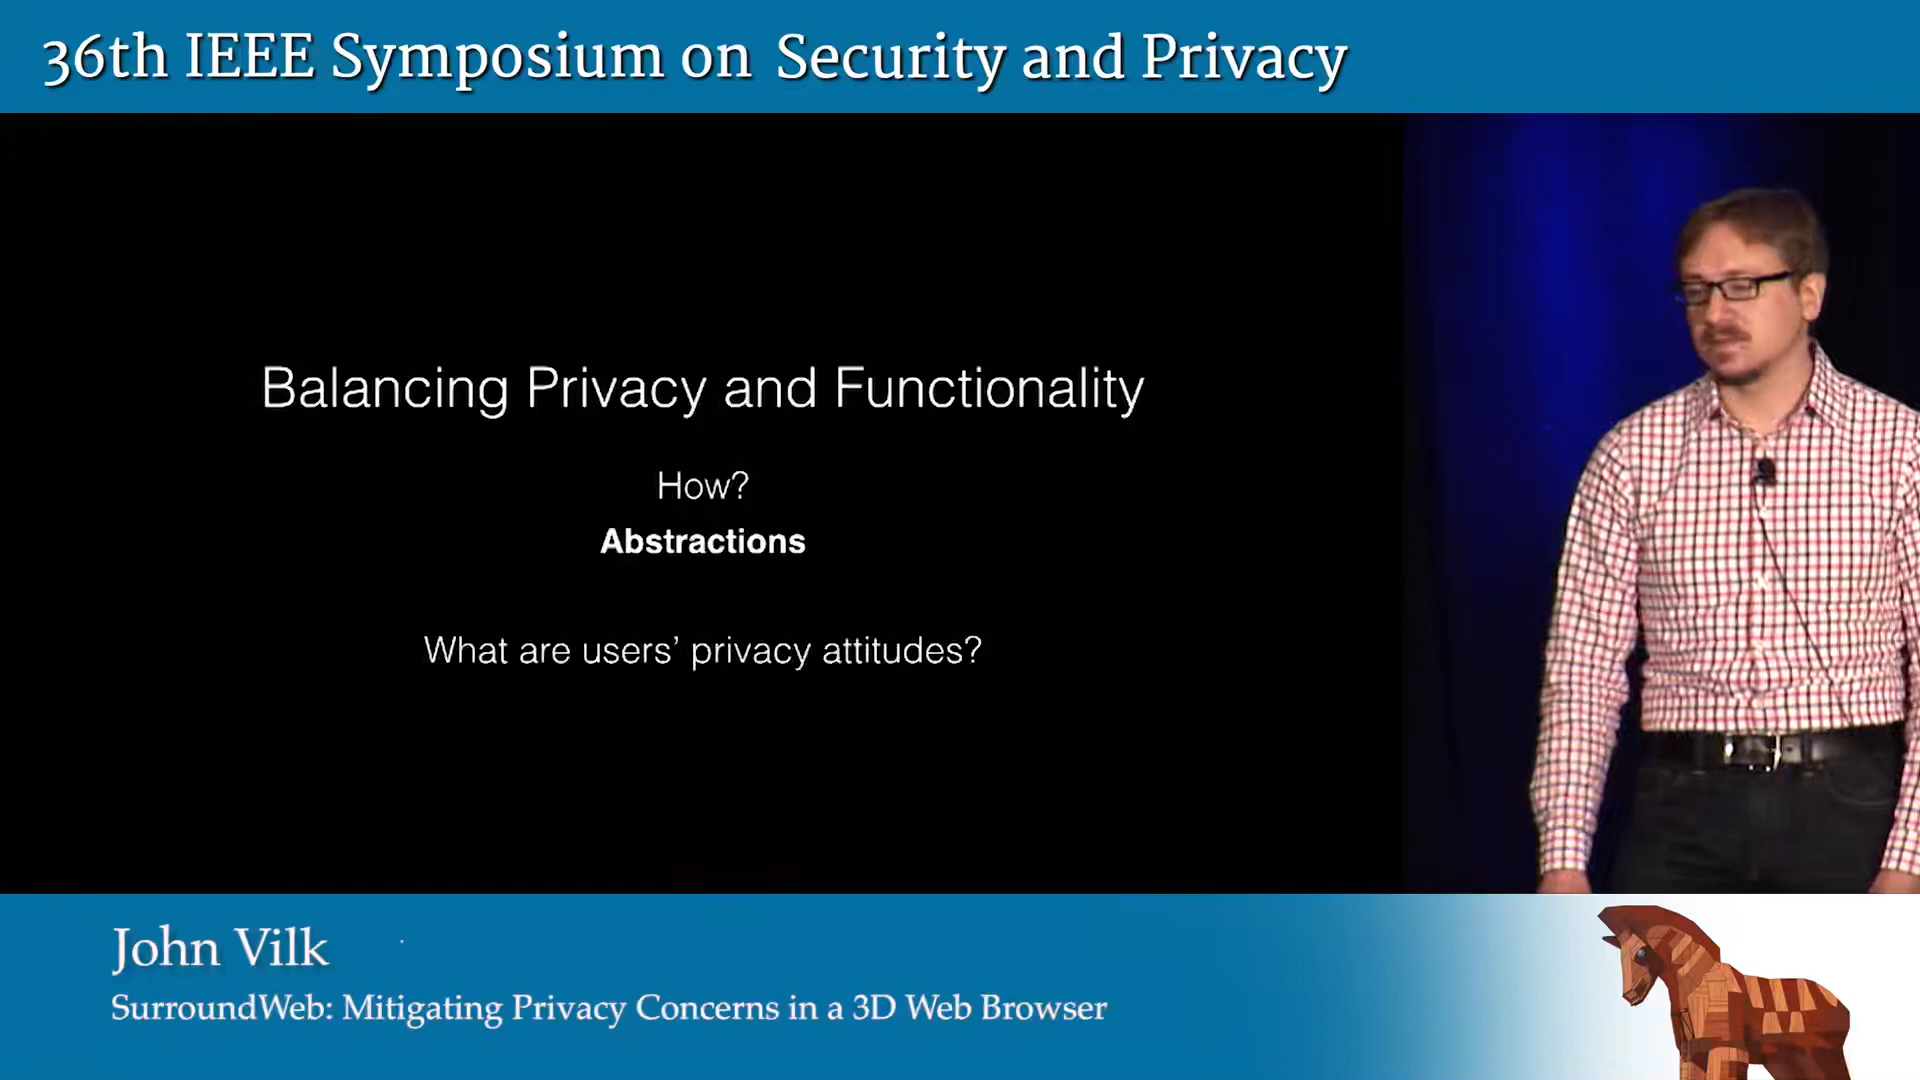 36th IEEE Symposium on Security and Privacy
Balancing Privacy and Functionality
How?
Abstractions
What are users’ privacy attitudes?
John Vilk
SurroundWeb: Mitigating Privacy Concerns in a 3D Web Browser